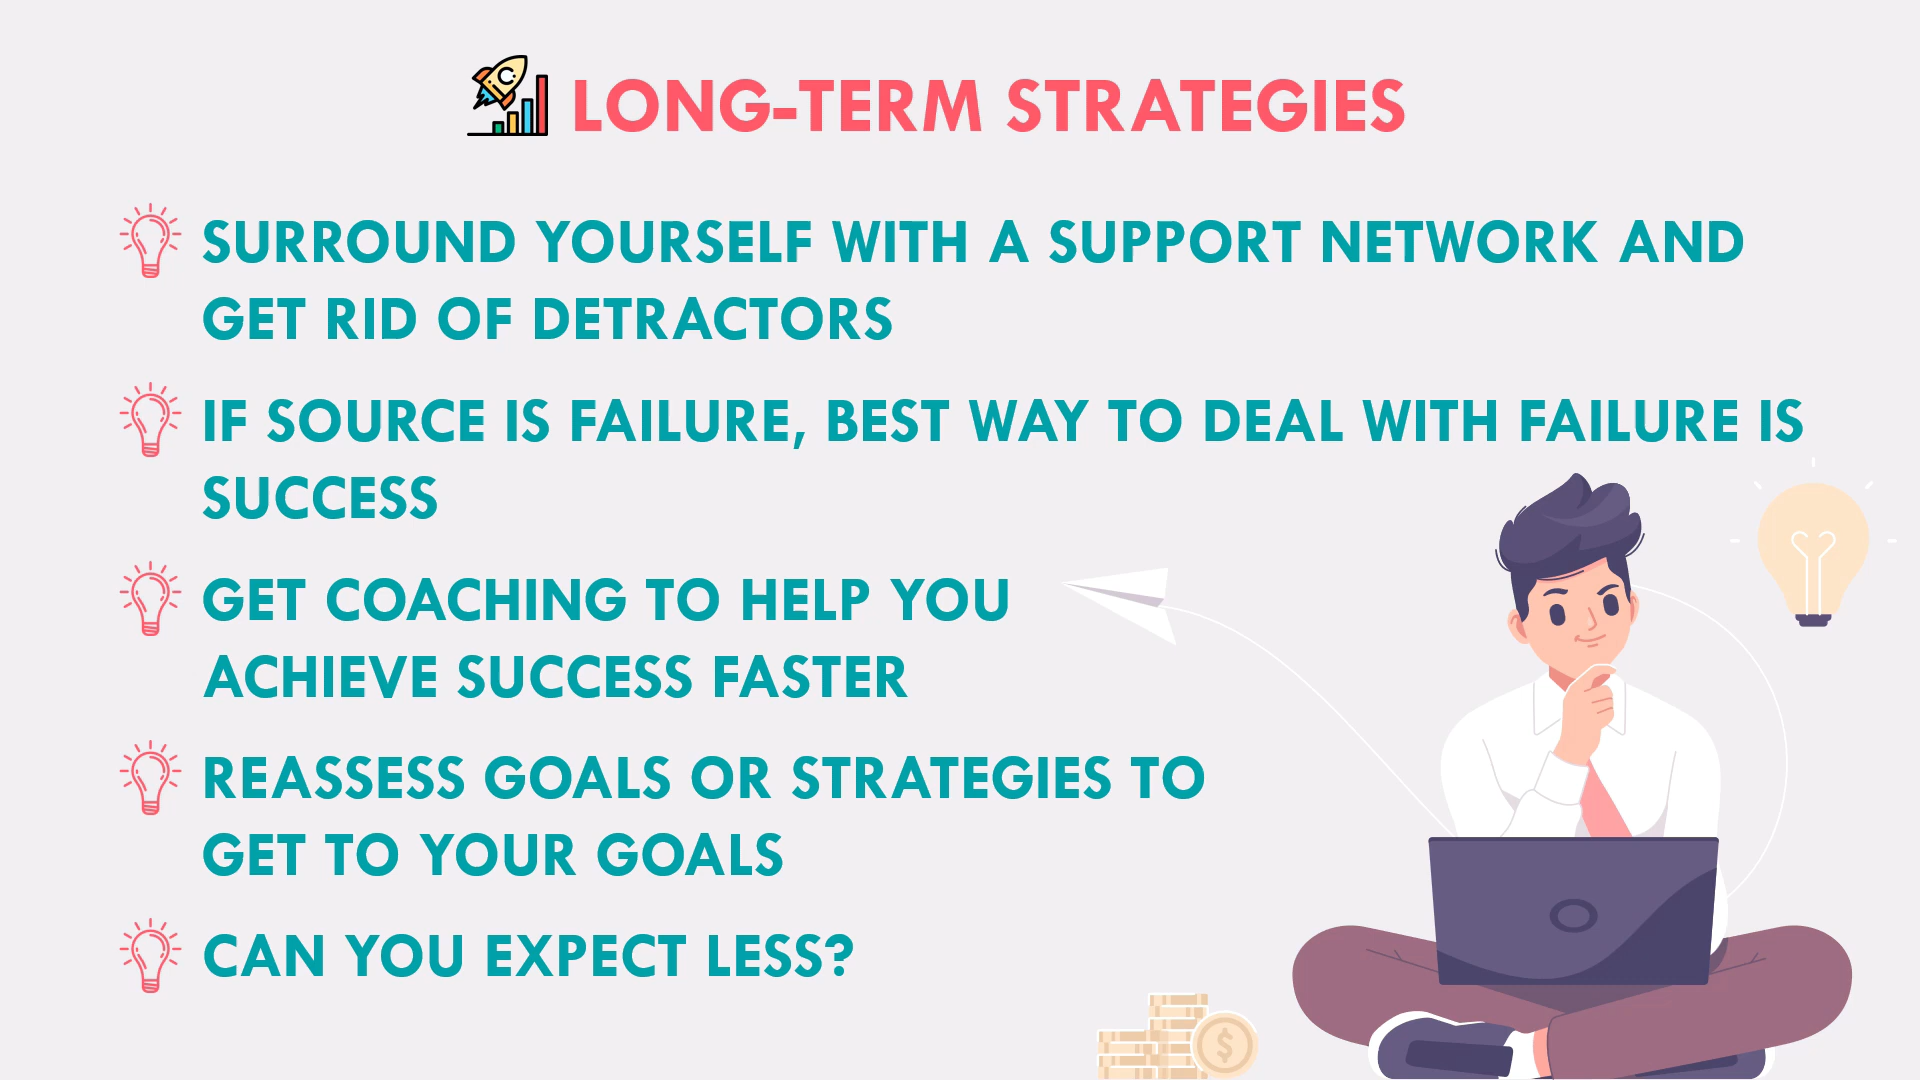 LONG-TERM STRATEGIES
SURROUND YOURSELF WITH A SUPPORT NETWORK AND
GET RID OF DETRACTORS
IF SOURCE IS FAILURE, BEST WAY TO DEAL WITH FAILURE IS
SUCCESS
GET COACHING TO HELP YOU
ACHIEVE SUCCESS FASTER
REASSESS GOALS OR STRATEGIES TO
GET TO YOUR GOALS
CAN YOU EXPECT LESS?
$